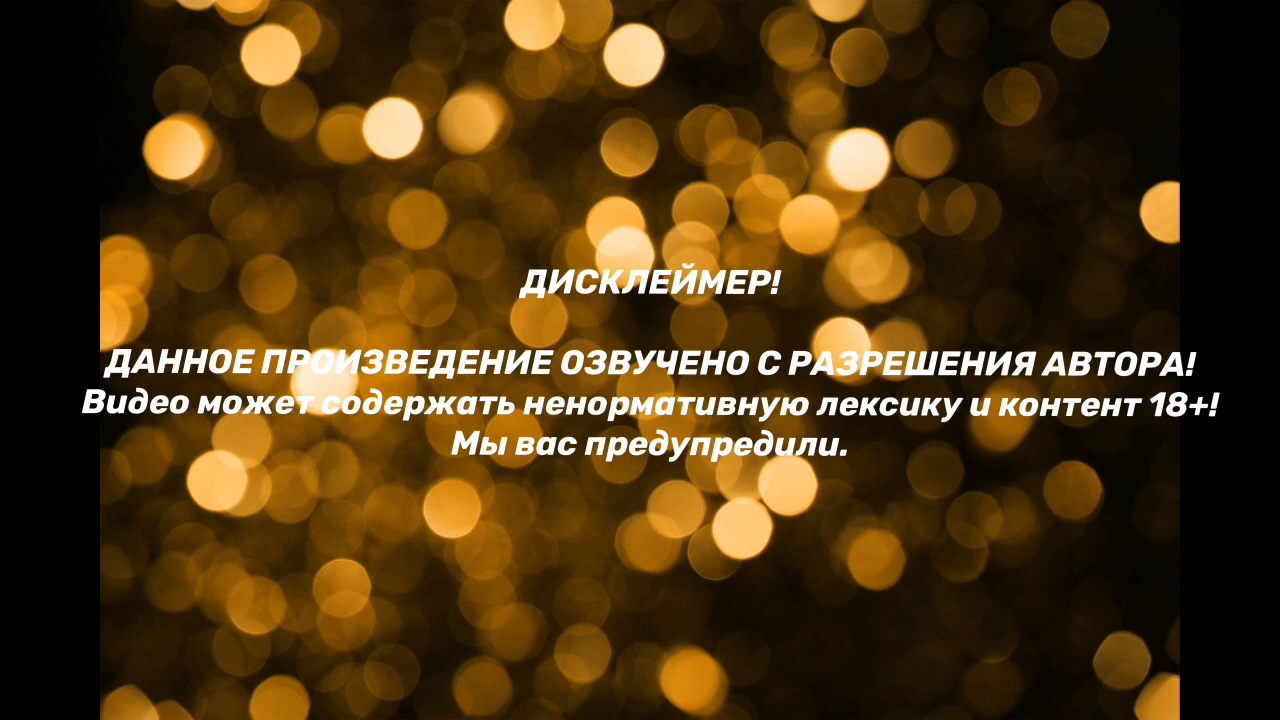 ДИСКЛЕЙМЕР!
ДАННОЕ ПРОИЗВЕДЕНИЕ ОЗВУЧЕНО С РАЗРЕШЕНИЯ АВТОРА!
Видео может содержать ненормативную лексику и контент 18+!
Мы вас предупредили.